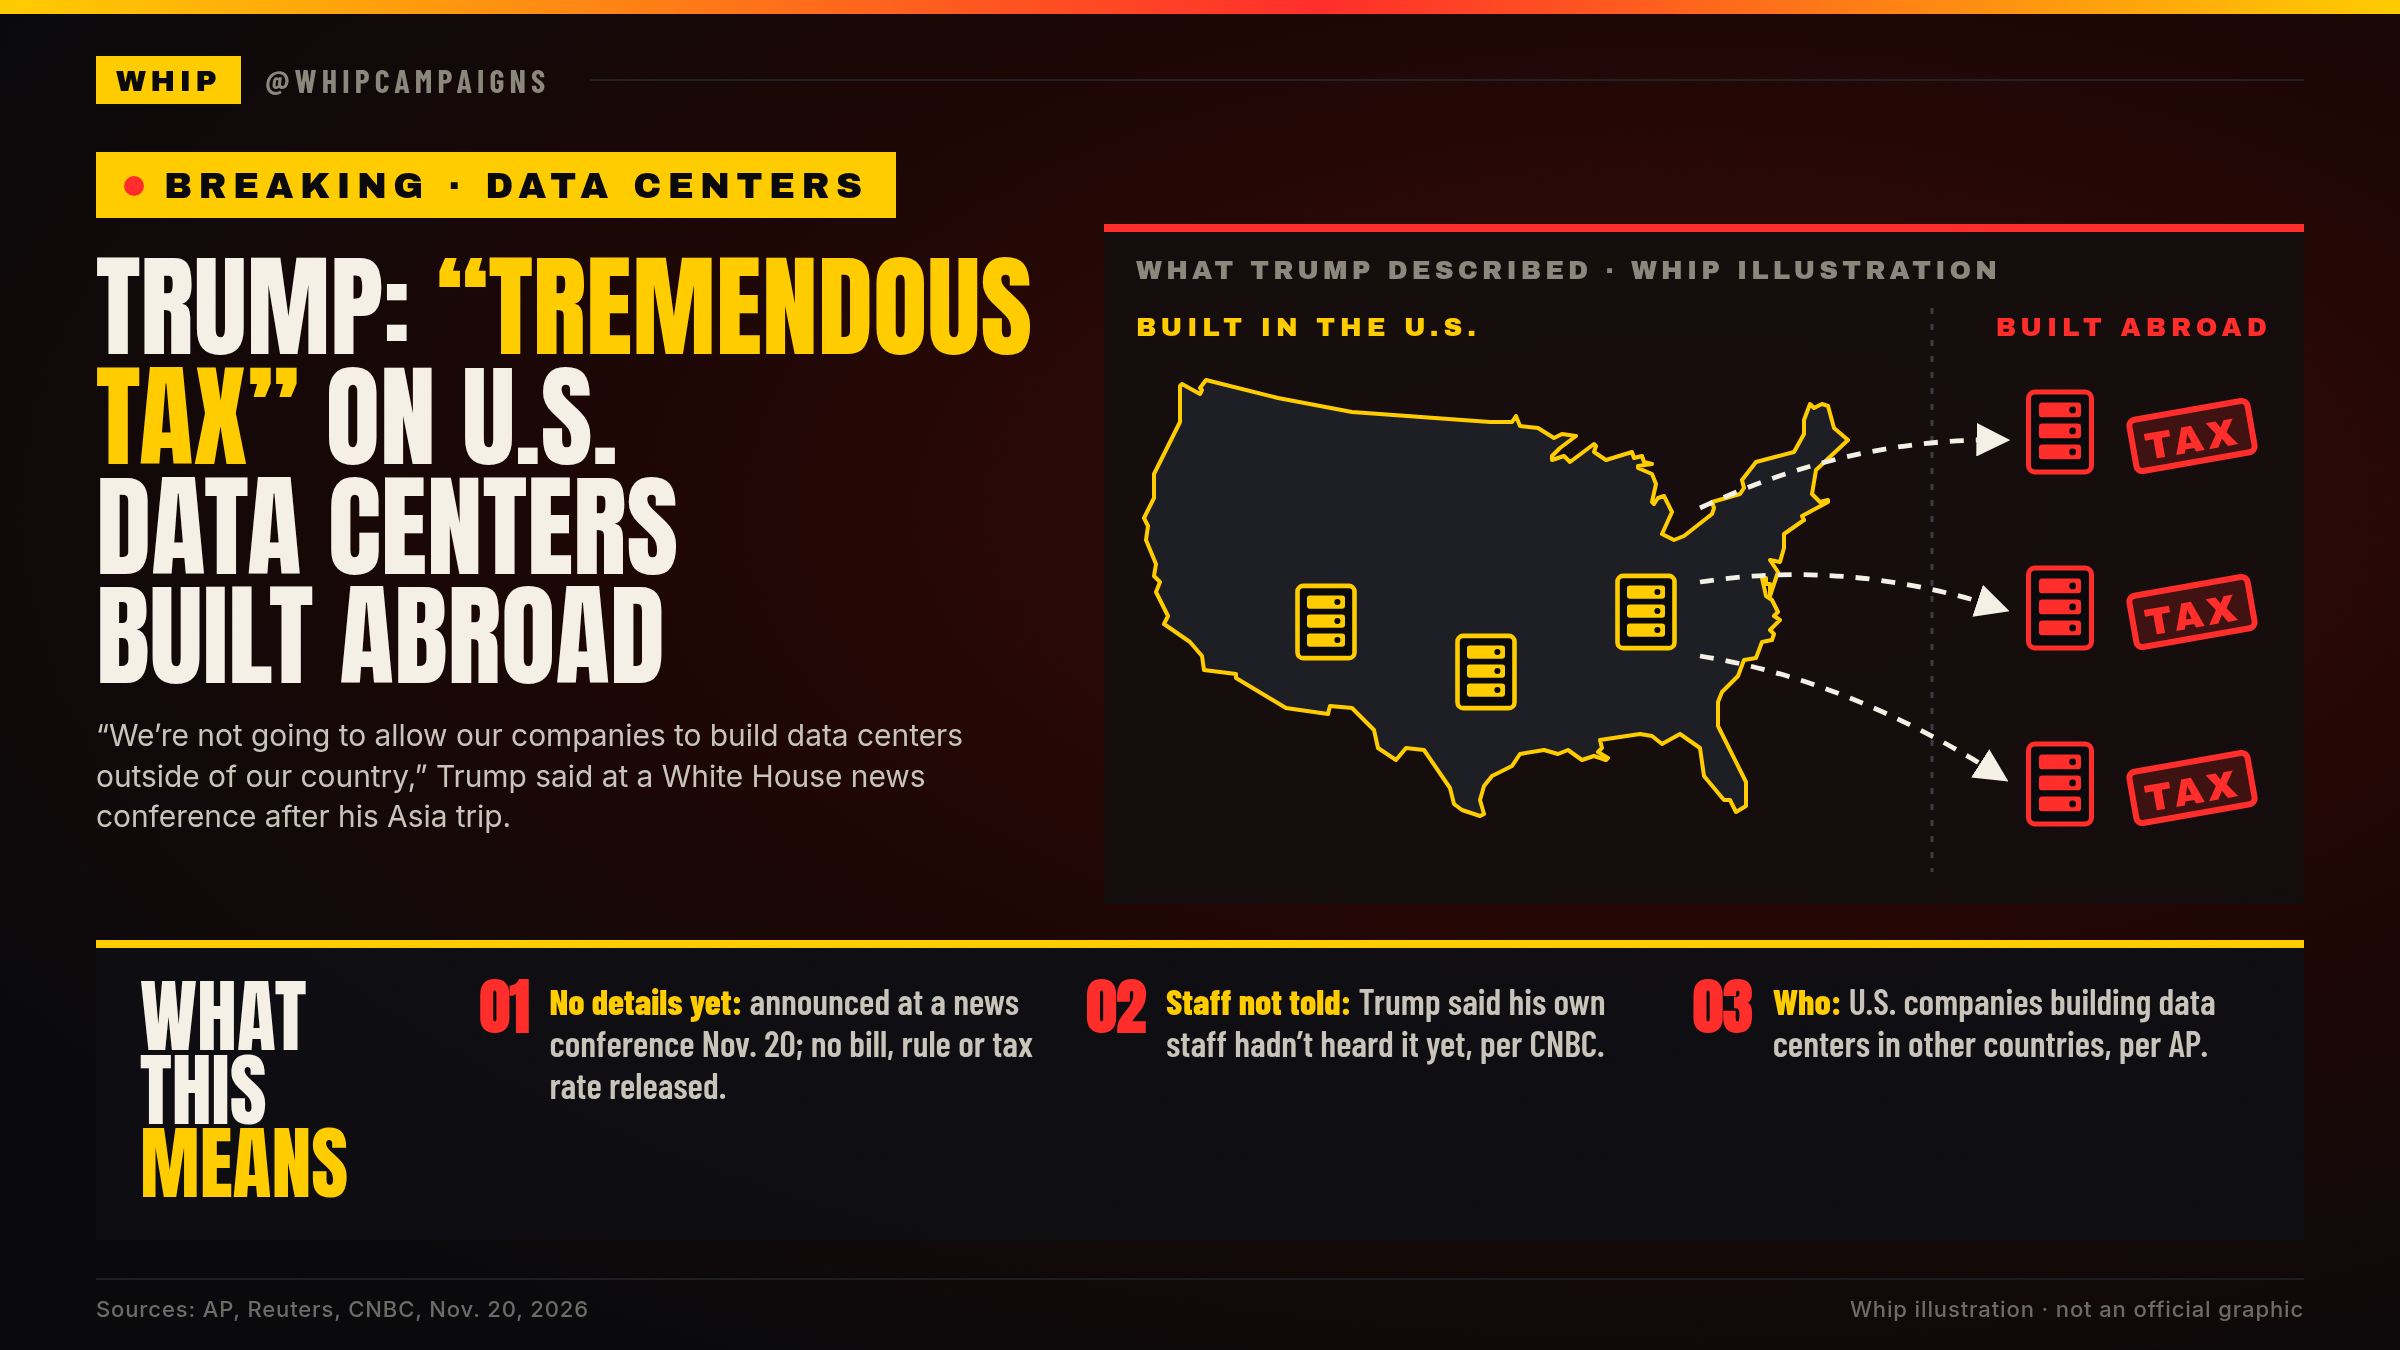 WHIP @WHIPCAMPAIGNS
BREAKING · DATA CENTERS
TRUMP: “TREMENDOUS
TAX” ON U.S.
DATA CENTERS
BUILT ABROAD
“We’re not going to allow our companies to build data centers
outside of our country,” Trump said at a White House news
conference after his Asia trip.
WHAT TRUMP DESCRIBED · WHIP ILLUSTRATION
BUILT IN THE U.S.
BUILT ABROAD
TAX
TAX
TAX
WHAT
THIS
MEANS
01
No details yet: announced at a news
conference Nov. 20; no bill, rule or tax
rate released.
02
Staff not told: Trump said his own
staff hadn’t heard it yet, per CNBC.
03
Who: U.S. companies building data
centers in other countries, per AP.
Sources: AP, Reuters, CNBC, Nov. 20, 2026
Whip illustration · not an official graphic